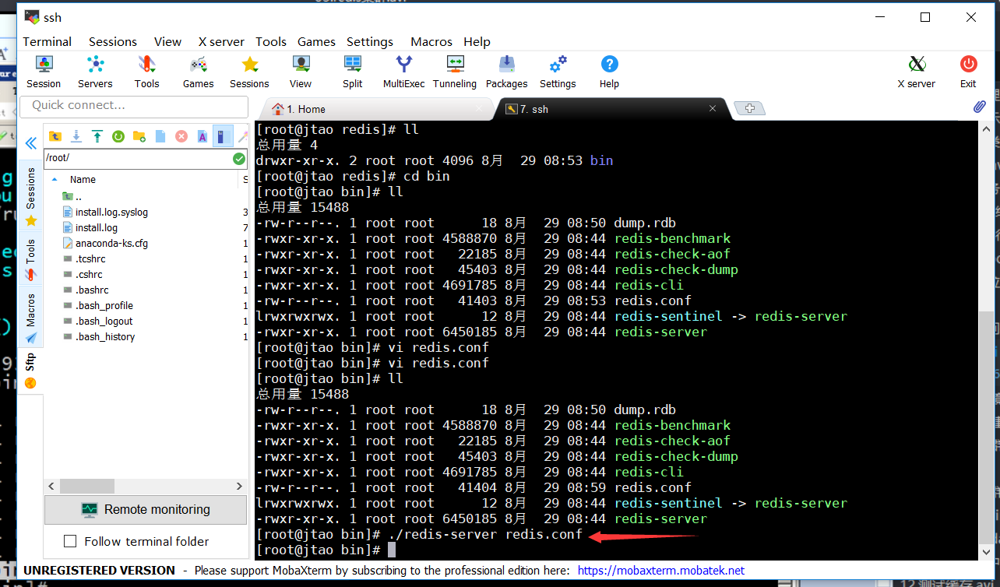 ssh
Terminal Sessions View X server Tools Games Settings Macros Help
Session Servers Tools Games Sessions View Split MultiExec Tunneling Packages Settings Help X server Exit
Quick connect...
1. Home
7. ssh
/root/
Name
..
install.log.syslog
install.log
anaconda-ks.cfg
.tcshrc
.cshrc
.bashrc
.bash_profile
.bash_logout
.bash_history
Sessions
Tools
Macros
Sftp
Remote monitoring
Follow terminal folder
[root@jtao redis]# ll
总用量 4
drwxr-xr-x. 2 root root 4096 8月  29 08:53 bin
[root@jtao redis]# cd bin
[root@jtao bin]# ll
总用量 15488
-rw-r--r--. 1 root root      18 8月  29 08:50 dump.rdb
-rwxr-xr-x. 1 root root 4588870 8月  29 08:44 redis-benchmark
-rwxr-xr-x. 1 root root   22185 8月  29 08:44 redis-check-aof
-rwxr-xr-x. 1 root root   45403 8月  29 08:44 redis-check-dump
-rwxr-xr-x. 1 root root 4691785 8月  29 08:44 redis-cli
-rw-r--r--. 1 root root   41403 8月  29 08:53 redis.conf
lrwxrwxrwx. 1 root root      12 8月  29 08:44 redis-sentinel -> redis-server
-rwxr-xr-x. 1 root root 6450185 8月  29 08:44 redis-server
[root@jtao bin]# vi redis.conf
[root@jtao bin]# vi redis.conf
[root@jtao bin]# ll
总用量 15488
-rw-r--r--. 1 root root      18 8月  29 08:50 dump.rdb
-rwxr-xr-x. 1 root root 4588870 8月  29 08:44 redis-benchmark
-rwxr-xr-x. 1 root root   22185 8月  29 08:44 redis-check-aof
-rwxr-xr-x. 1 root root   45403 8月  29 08:44 redis-check-dump
-rwxr-xr-x. 1 root root 4691785 8月  29 08:44 redis-cli
-rw-r--r--. 1 root root   41404 8月  29 08:59 redis.conf
lrwxrwxrwx. 1 root root      12 8月  29 08:44 redis-sentinel -> redis-server
-rwxr-xr-x. 1 root root 6450185 8月  29 08:44 redis-server
[root@jtao bin]# ./redis-server redis.conf
[root@jtao bin]#
UNREGISTERED VERSION - Please support MobaXterm by subscribing to the professional edition here: https://mobaxterm.mobatek.net